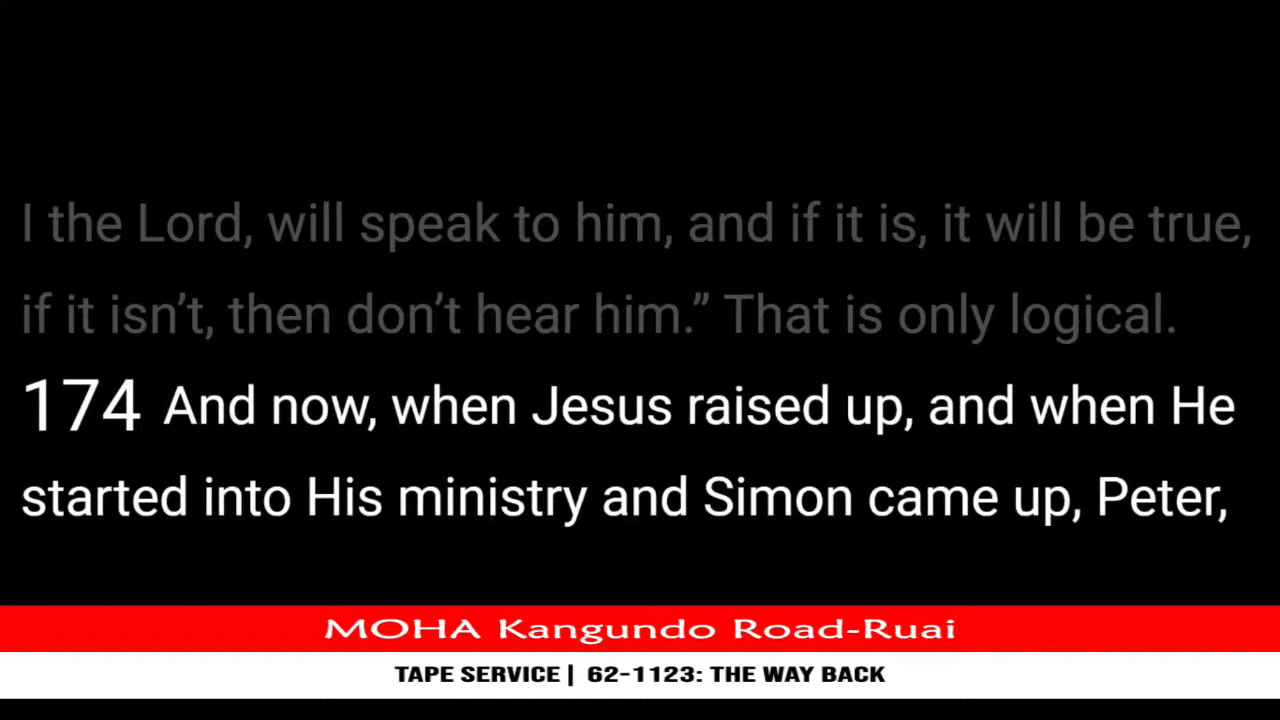 I the Lord, will speak to him, and if it is, it will be true,
if it isn’t, then don’t hear him.” That is only logical.
174 And now, when Jesus raised up, and when He
started into His ministry and Simon came up, Peter,
MOHA Kangundo Road-Ruai
TAPE SERVICE | 62-1123: THE WAY BACK